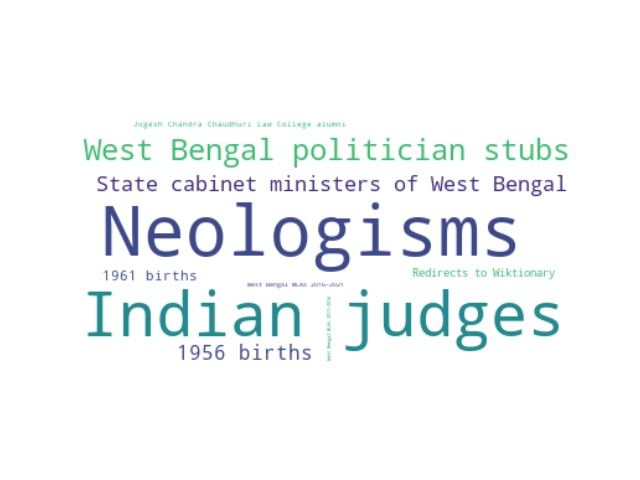 Jogesh Chandra Chaudhuri Law College alumni
West Bengal politician stubs
State cabinet ministers of West Bengal
Neologisms
1961 births
Redirects to Wiktionary
West Bengal MLAs 2016–2021
Indian judges
West Bengal MLAs 2011–2016
1956 births